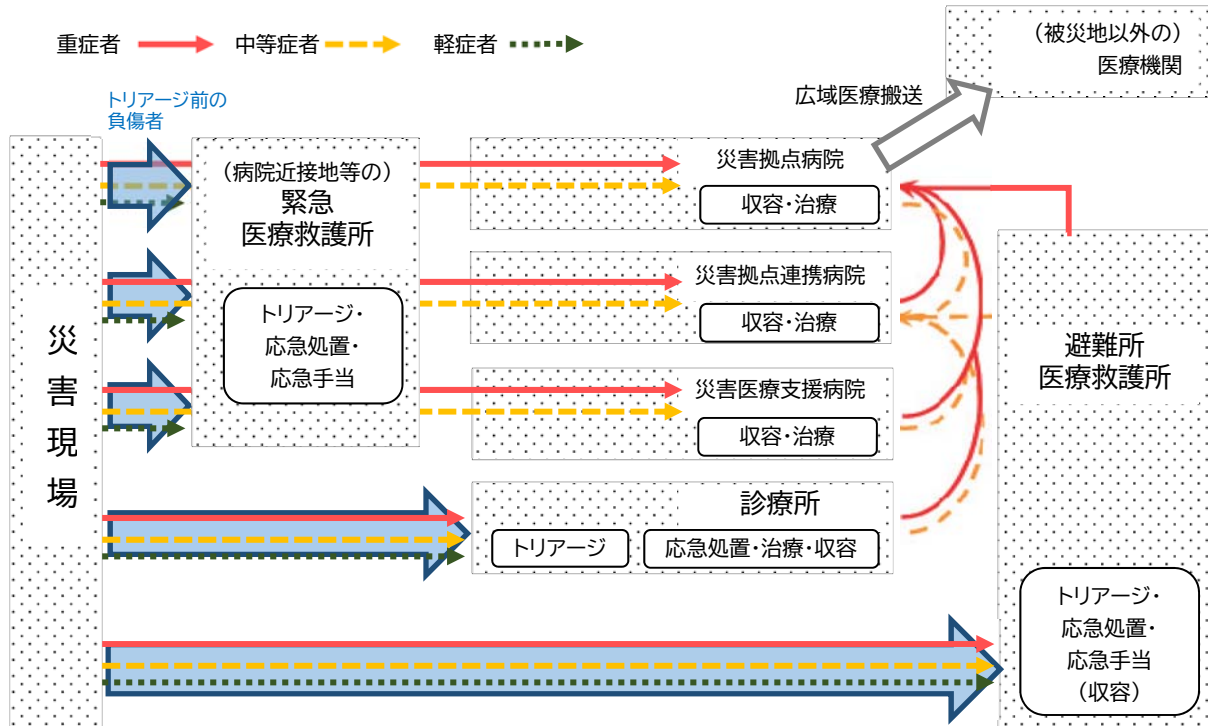 重症者
中等症者
軽症者
(被災地以外の)
医療機関
広域医療搬送
トリアージ前の
負傷者
災害現場
(病院近接地等の)
緊急
医療救護所
トリアージ・
応急処置・
応急手当
災害拠点病院
収容・治療
災害拠点連携病院
収容・治療
災害医療支援病院
収容・治療
診療所
トリアージ
応急処置・治療・収容
避難所
医療救護所
トリアージ・
応急処置・
応急手当
(収容)